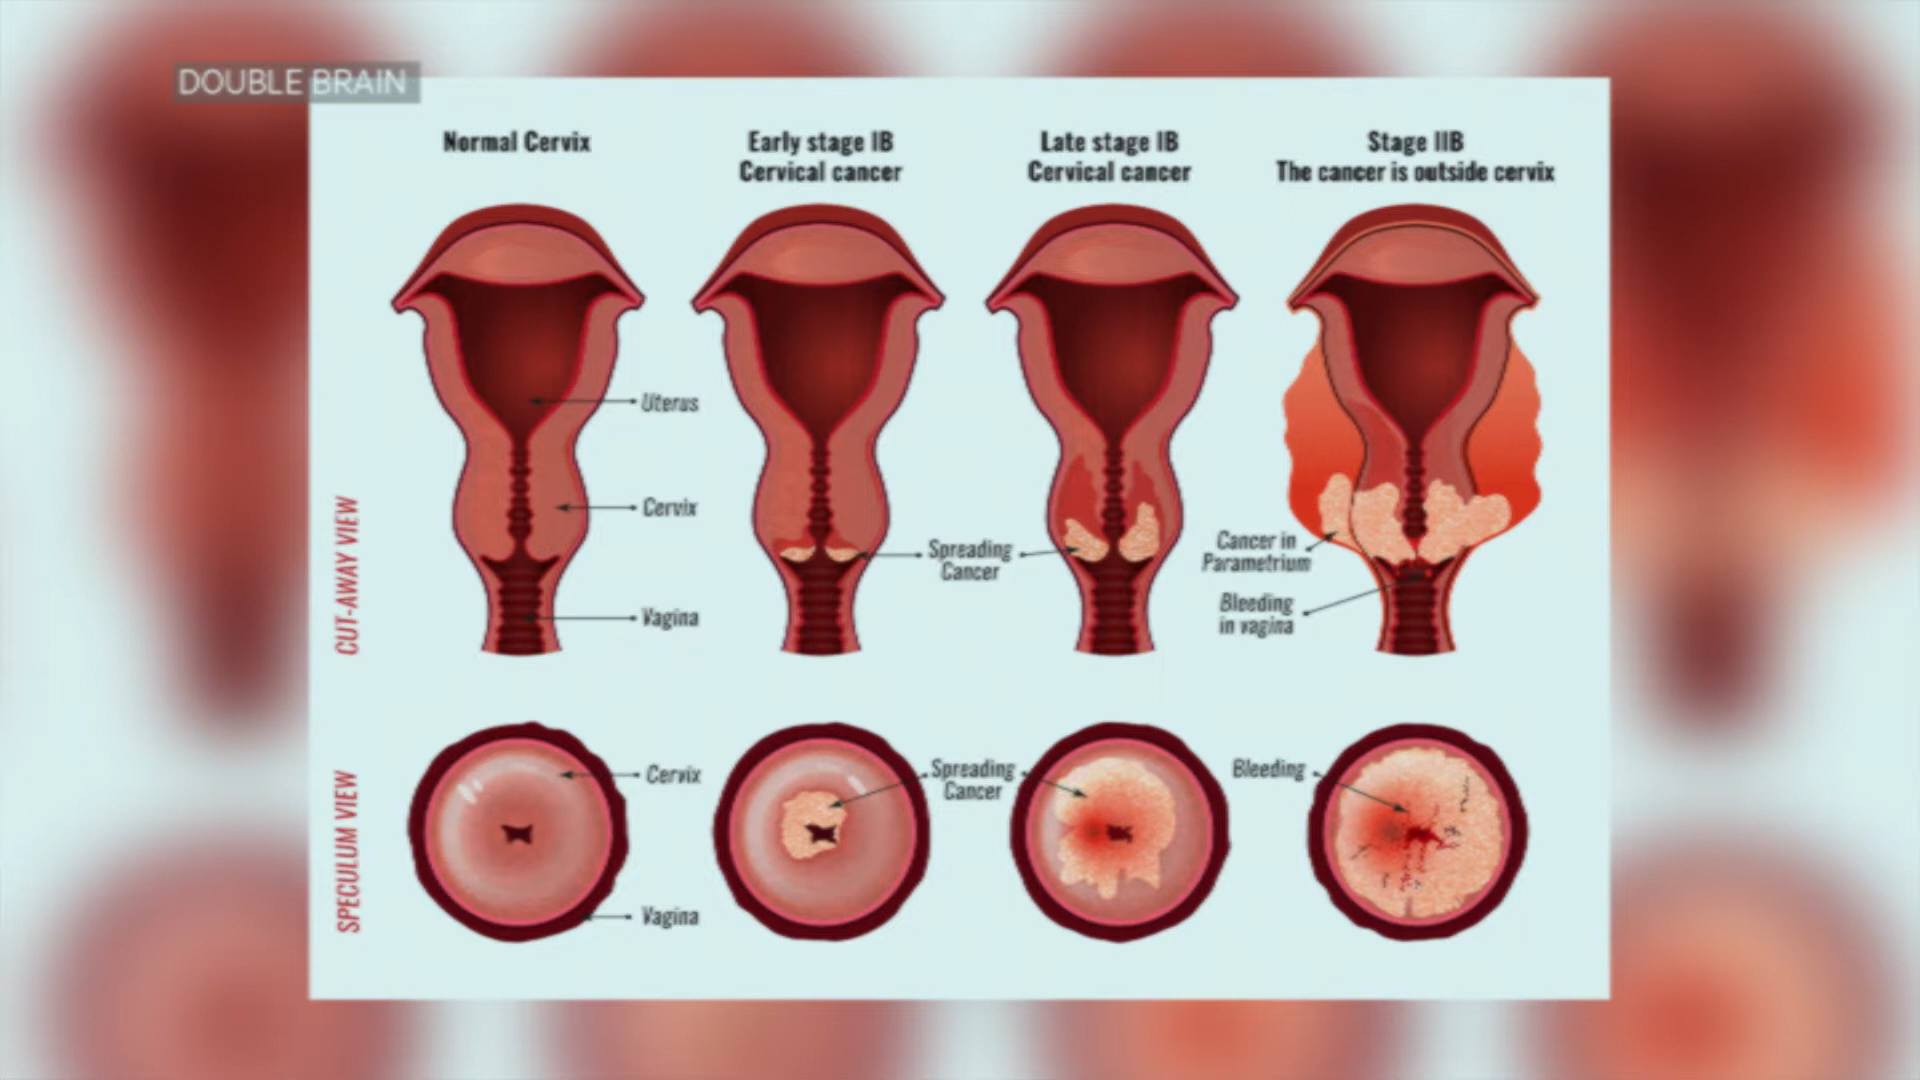 DOUBLE BRAIN
Normal Cervix
Early stage IB
Cervical cancer
Late stage IB
Cervical cancer
Stage IIB
The cancer is outside cervix
CUT-AWAY VIEW
Uterus
Cervix
Vagina
Spreading
Cancer
Cancer in
Parametrium
Bleeding
in vagina
SPECULUM VIEW
Cervix
Vagina
Spreading
Cancer
Bleeding